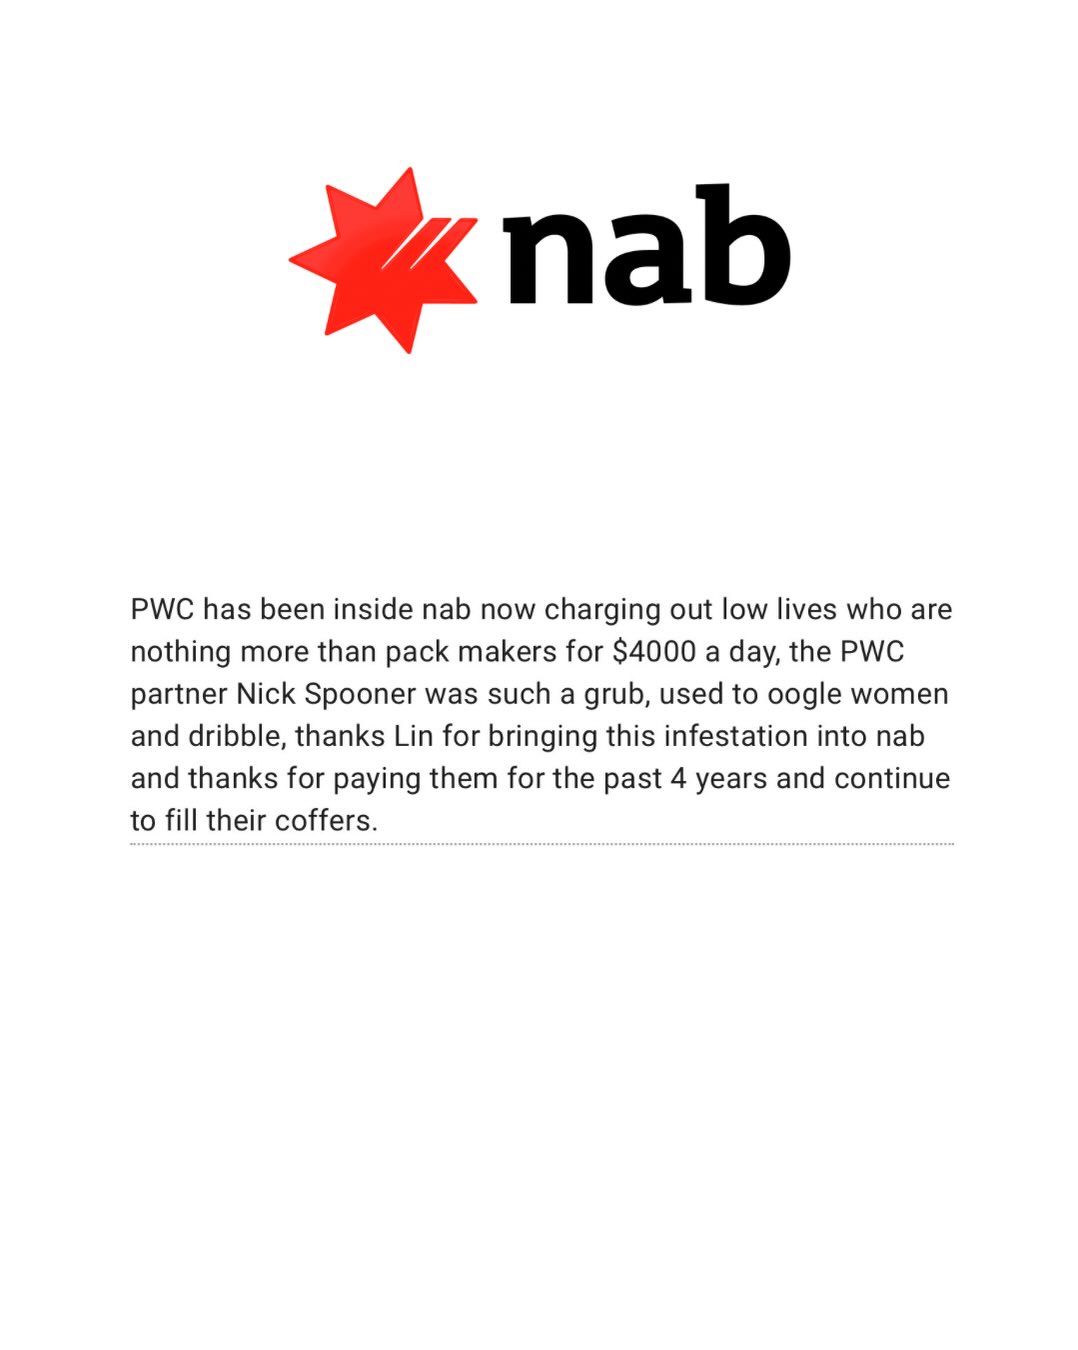 nab
PWC has been inside nab now charging out low lives who are
nothing more than pack makers for $4000 a day, the PWC
partner Nick Spooner was such a grub, used to oogle women
and dribble, thanks Lin for bringing this infestation into nab
and thanks for paying them for the past 4 years and continue
to fill their coffers.